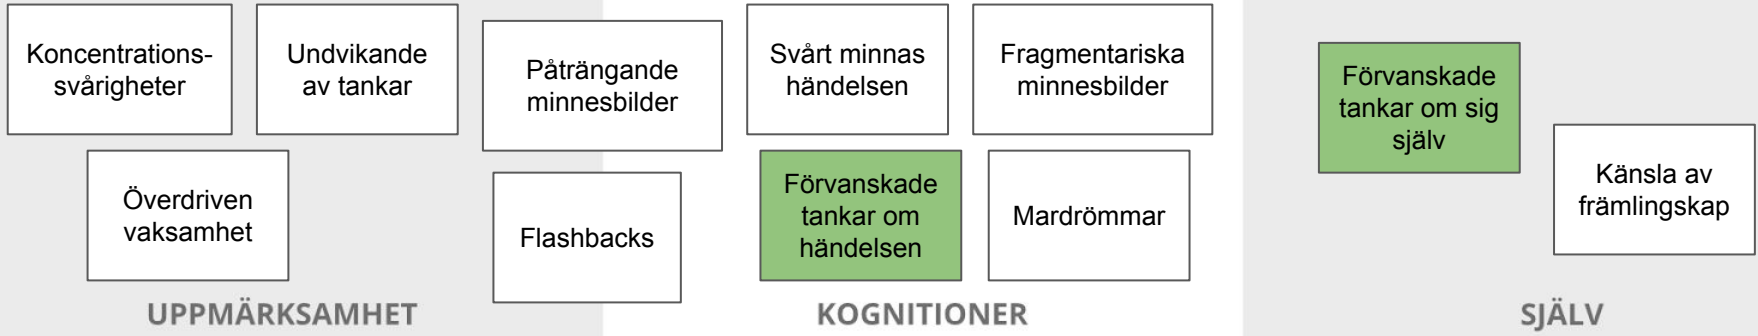 Koncentrations-
svårigheter
Undvikande
av tankar
Påträngande
minnesbilder
Svårt minnas
händelsen
Fragmentariska
minnesbilder
Förvanskade
tankar om sig
själv
Känsla av
främlingskap
Överdriven
vaksamhet
Flashbacks
Förvanskade
tankar om
händelsen
Mardrömmar
UPPMÄRKSAMHET
KOGNITIONER
SJÄLV